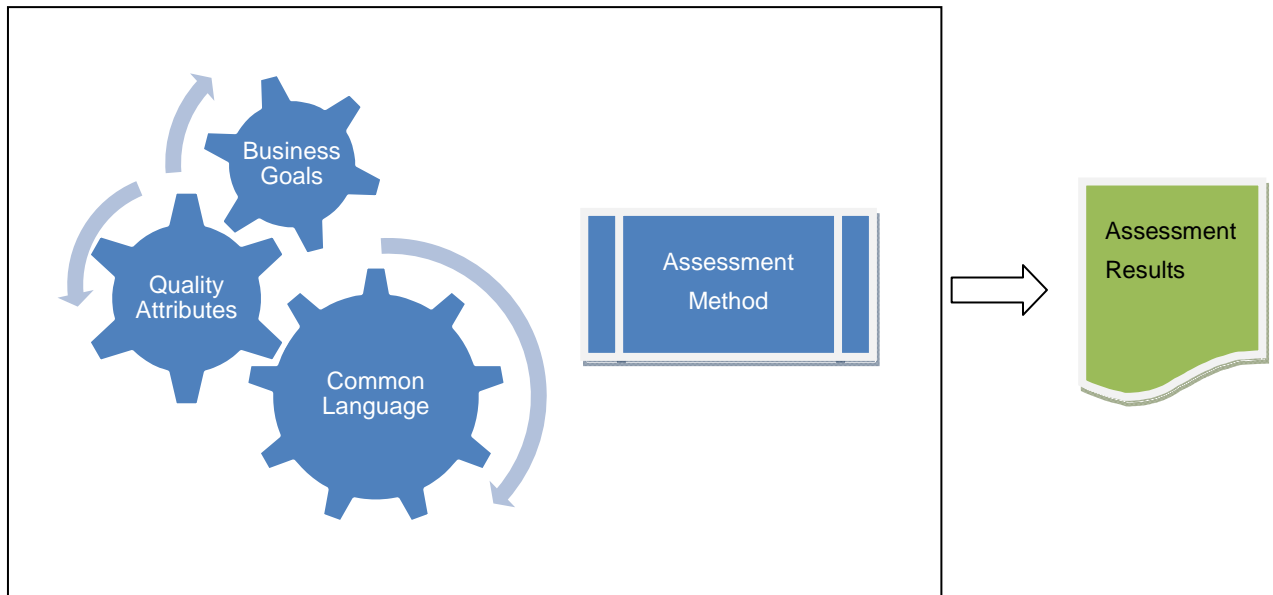 Business
Goals
Quality
Attributes
Common
Language
Assessment
Method
Assessment
Results